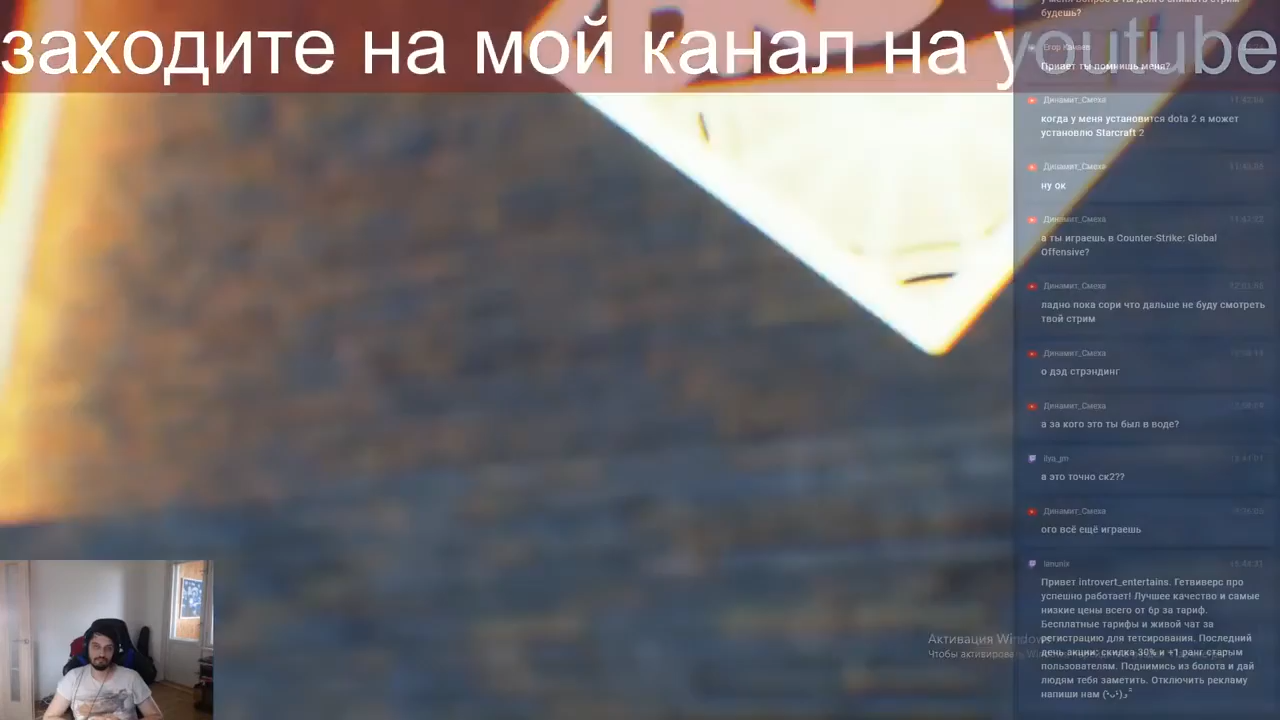 заходите на мой канал на youtube
будешь?
Егор Канаев
Привет ты помнишь меня?
Динамит_Смеха
когда у меня установится dota 2 я может
установлю Starcraft 2
Динамит_Смеха
ну ок
Динамит_Смеха
а ты играешь в Counter-Strike: Global
Offensive?
Динамит_Смеха
ладно пока сори что дальше не буду смотреть
твой стрим
Динамит_Смеха
о дэд стрэндинг
Динамит_Смеха
а за кого это ты был в воде?
ilya_jm
а это точно ск2??
Динамит_Смеха
ого всё ещё играешь
Привет introvert_entertains. Гетвиверс про
успешно работает! Лучшее качество и самые
низкие цены всего от 6р за тариф.
Бесплатные тарифы и живой чат за
регистрацию для тетсирования. Последний
день акции: скидка 30% и +1 ранг старым
пользователям. Поднимись из болота и дай
людям тебя заметить. Отключить рекламу
напиши нам
Активация Windows
Чтобы активировать Windows